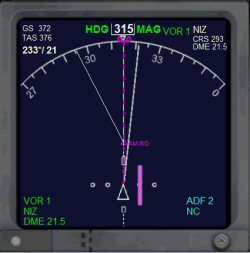 GS 372
TAS 376
233°/ 21
HDG 315 MAG
VOR 1 NIZ
CRS 293
DME 21.5
27
30
33
0
VOR 1
NIZ
DME 21.5
ADF 2
NC